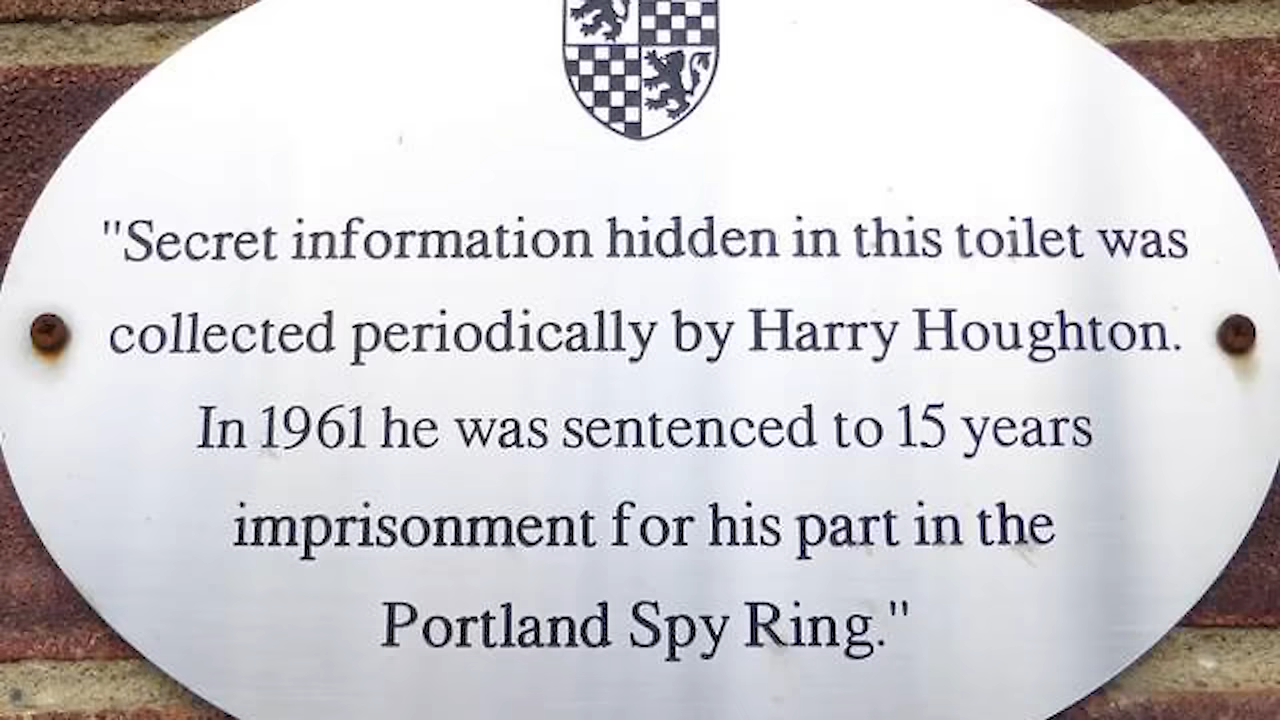 "Secret information hidden in this toilet was
collected periodically by Harry Houghton.
In 1961 he was sentenced to 15 years
imprisonment for his part in the
Portland Spy Ring."